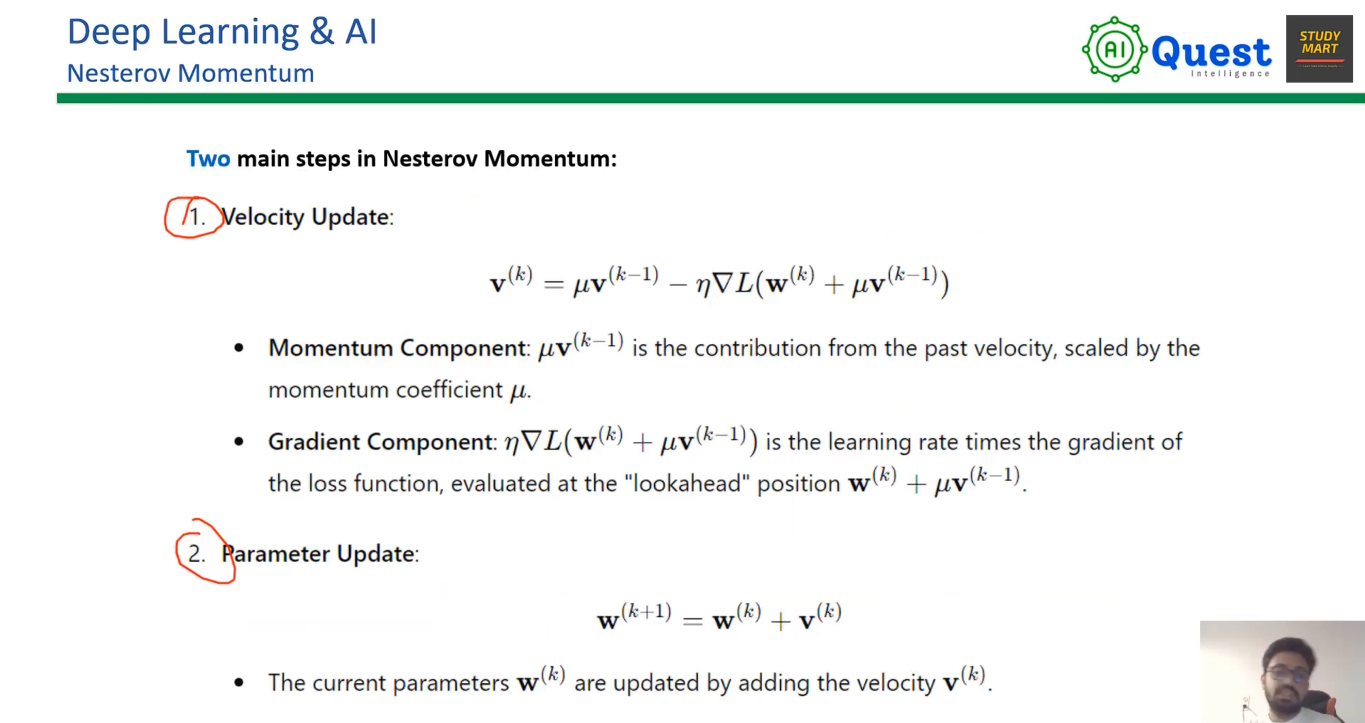 Deep Learning & AI
Nesterov Momentum
AI Quest
Intelligence
STUDY
MART
Two main steps in Nesterov Momentum:
1. Velocity Update:
v^(k) = μv^(k−1) − η∇L(w^(k) + μv^(k−1))
• Momentum Component: μv^(k−1) is the contribution from the past velocity, scaled by the
momentum coefficient μ.
• Gradient Component: η∇L(w^(k) + μv^(k−1)) is the learning rate times the gradient of
the loss function, evaluated at the "lookahead" position w^(k) + μv^(k−1).
2. Parameter Update:
w^(k+1) = w^(k) + v^(k)
• The current parameters w^(k) are updated by adding the velocity v^(k).